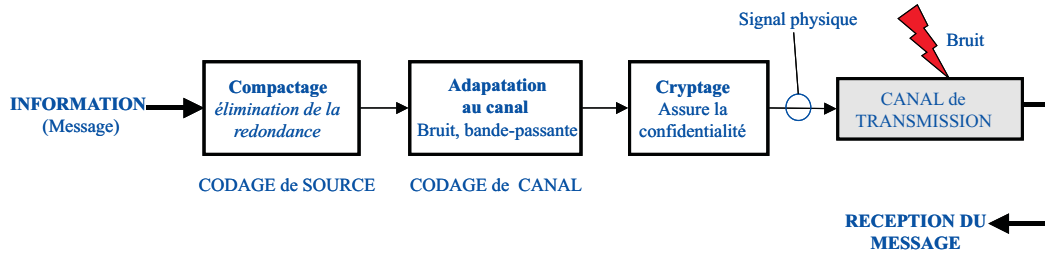 Signal physique
Bruit
INFORMATION
(Message)
Compactage
élimination de la
redondance
Adapatation
au canal
Bruit, bande-passante
Cryptage
Assure la
confidentialité
CANAL de
TRANSMISSION
CODAGE de SOURCE
CODAGE de CANAL
RECEPTION DU
MESSAGE